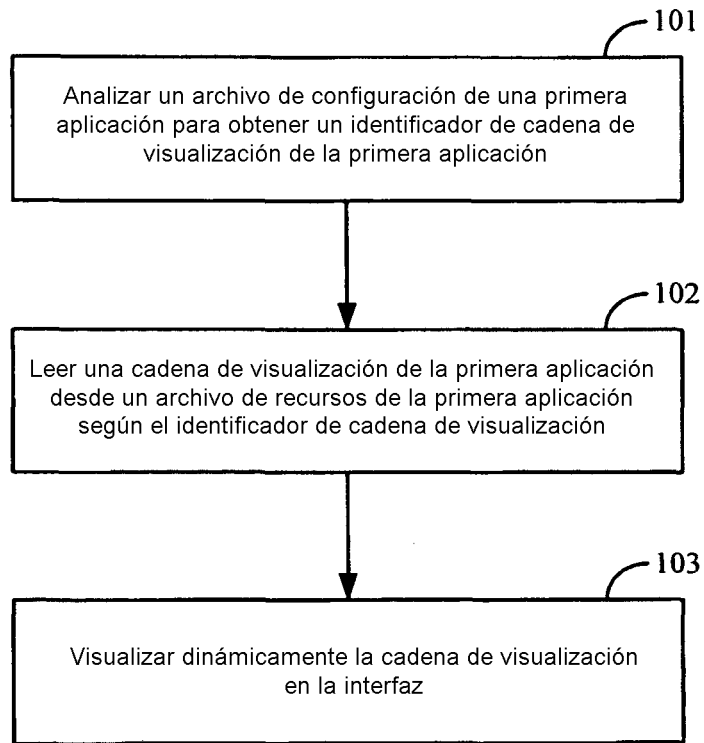 101
Analizar un archivo de configuración de una primera
aplicación para obtener un identificador de cadena de
visualización de la primera aplicación
102
Leer una cadena de visualización de la primera aplicación
desde un archivo de recursos de la primera aplicación
según el identificador de cadena de visualización
103
Visualizar dinámicamente la cadena de visualización
en la interfaz